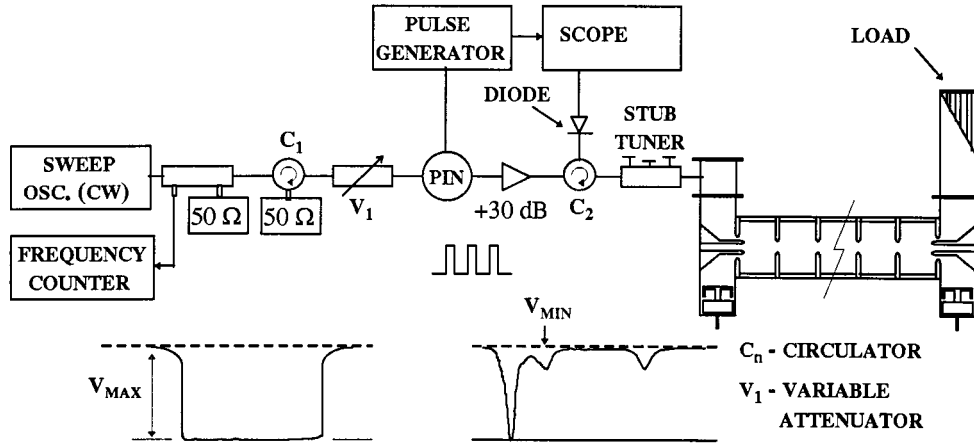 PULSE
GENERATOR
SCOPE
LOAD
DIODE
STUB
TUNER
C1
SWEEP
OSC. (CW)
PIN
50 Ω
50 Ω
V1
+30 dB
C2
FREQUENCY
COUNTER
VMIN
VMAX
Cn - CIRCULATOR
V1 - VARIABLE
ATTENUATOR